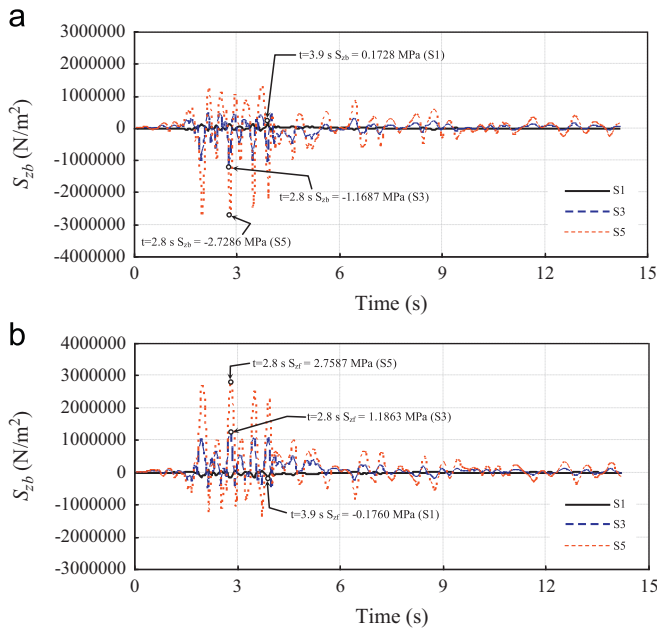 a
3000000
2000000
1000000
0
-1000000
-2000000
-3000000
-4000000
S_zb (N/m²)
t=3.9 s S_zb = 0.1728 MPa (S1)
t=2.8 s S_zb = -1.1687 MPa (S3)
t=2.8 s S_zb = -2.7286 MPa (S5)
S1
S3
S5
0 3 6 9 12 15
Time (s)
b
4000000
3000000
2000000
1000000
0
-1000000
-2000000
-3000000
S_zb (N/m²)
t=2.8 s S_zf = 2.7587 MPa (S5)
t=2.8 s S_zf = 1.1863 MPa (S3)
t=3.9 s S_zf = -0.1760 MPa (S1)
S1
S3
S5
0 3 6 9 12 15
Time (s)